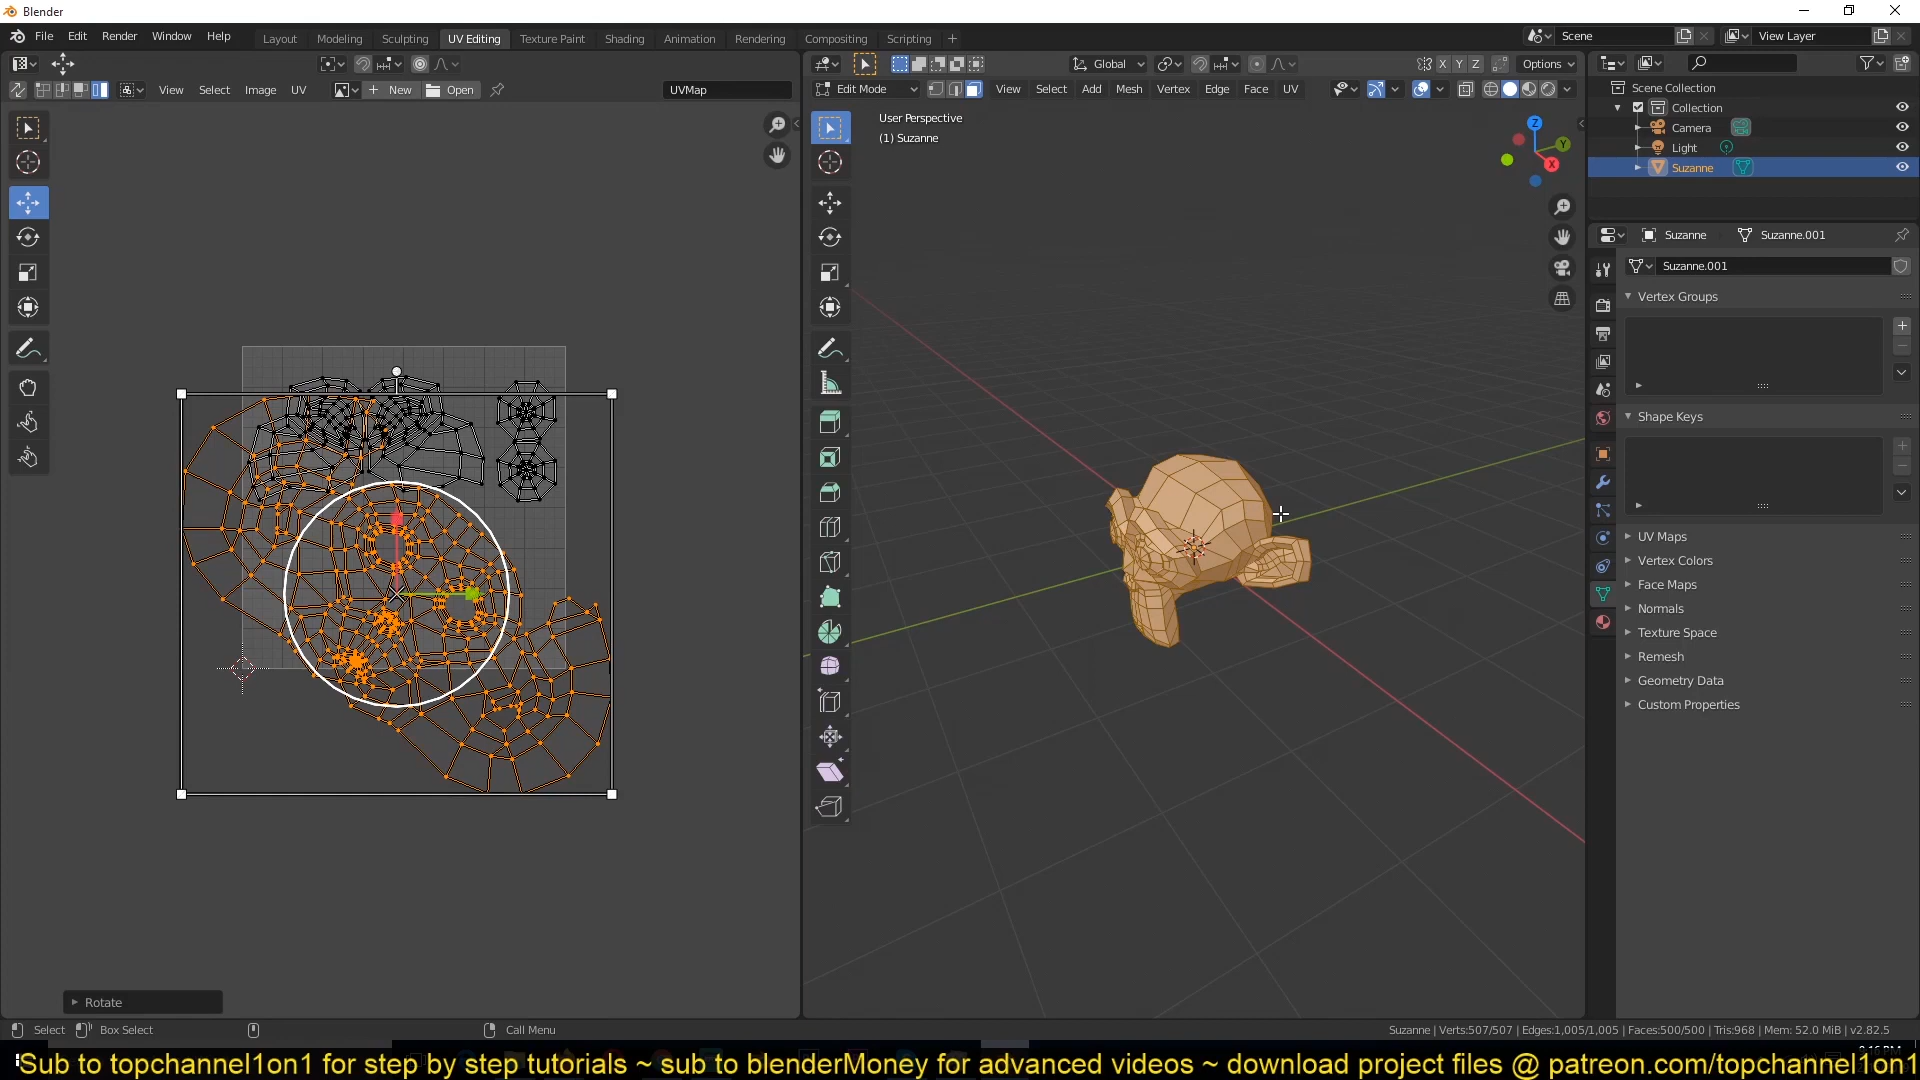 Blender
File Edit Render Window Help
Layout Modeling Sculpting UV Editing Texture Paint Shading Animation Rendering Compositing Scripting +
Scene
View Layer
View Select Image UV
New
Open
UVMap
Global
X Y Z
Options
Edit Mode
View Select Add Mesh Vertex Edge Face UV
User Perspective
(1) Suzanne
Z
Y
X
Scene Collection
Collection
Camera
Light
Suzanne
Suzanne
Suzanne.001
Suzanne.001
Vertex Groups
Shape Keys
UV Maps
Vertex Colors
Face Maps
Normals
Texture Space
Remesh
Geometry Data
Custom Properties
Rotate
Select
Box Select
Call Menu
Suzanne | Verts:507/507 | Edges:1,005/1,005 | Faces:500/500 | Tris:968 | Mem: 52.0 MiB | v2.82.5
Sub to topchannel1on1 for step by step tutorials ~ sub to blenderMoney for advanced videos ~ download project files @ patreon.com/topchannel1on1